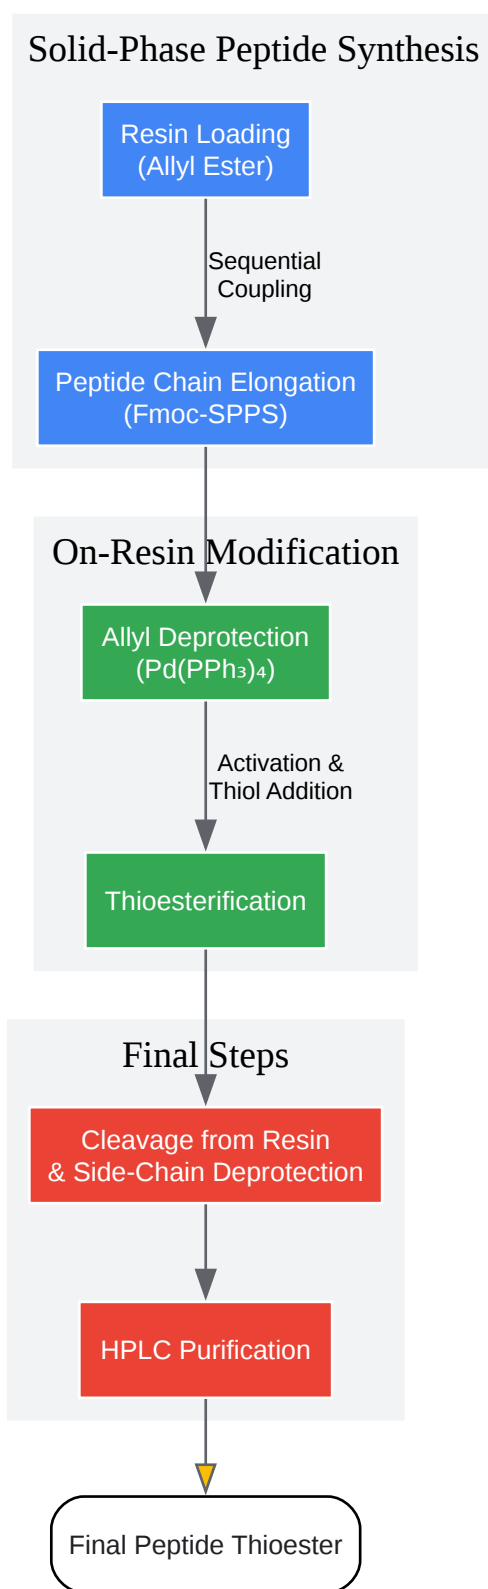 Solid-Phase Peptide Synthesis
Resin Loading
(Allyl Ester)
Sequential
Coupling
Peptide Chain Elongation
(Fmoc-SPPS)
On-Resin Modification
Allyl Deprotection
(Pd(PPh₃)₄)
Activation &
Thiol Addition
Thioesterification
Final Steps
Cleavage from Resin
& Side-Chain Deprotection
HPLC Purification
Final Peptide Thioester